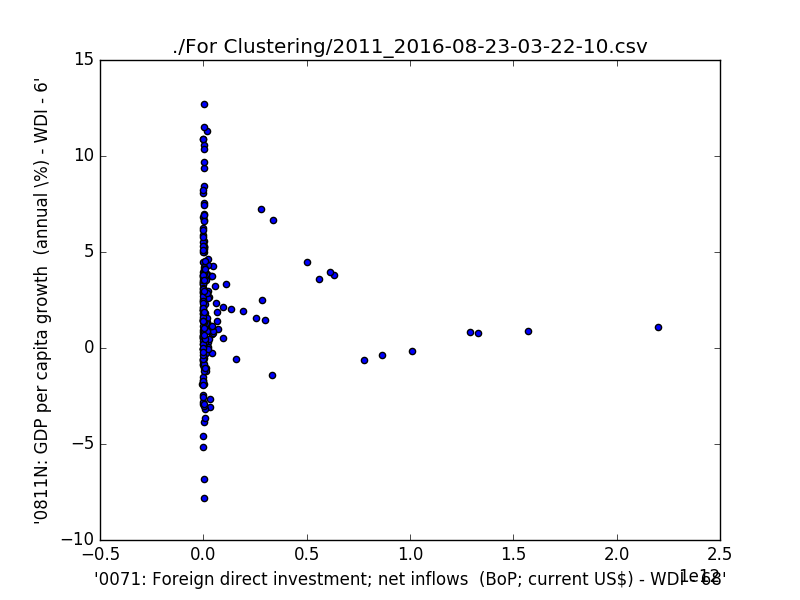 ./For Clustering/2011_2016-08-23-03-22-10.csv
15
10
5
0
−5
−10
'0811N: GDP per capita growth  (annual \%) - WDI - 6'
−0.5 0.0 0.5 1.0 1.5 2.0 2.5
1e12
'0071: Foreign direct investment; net inflows  (BoP; current US$) - WDI - 68'